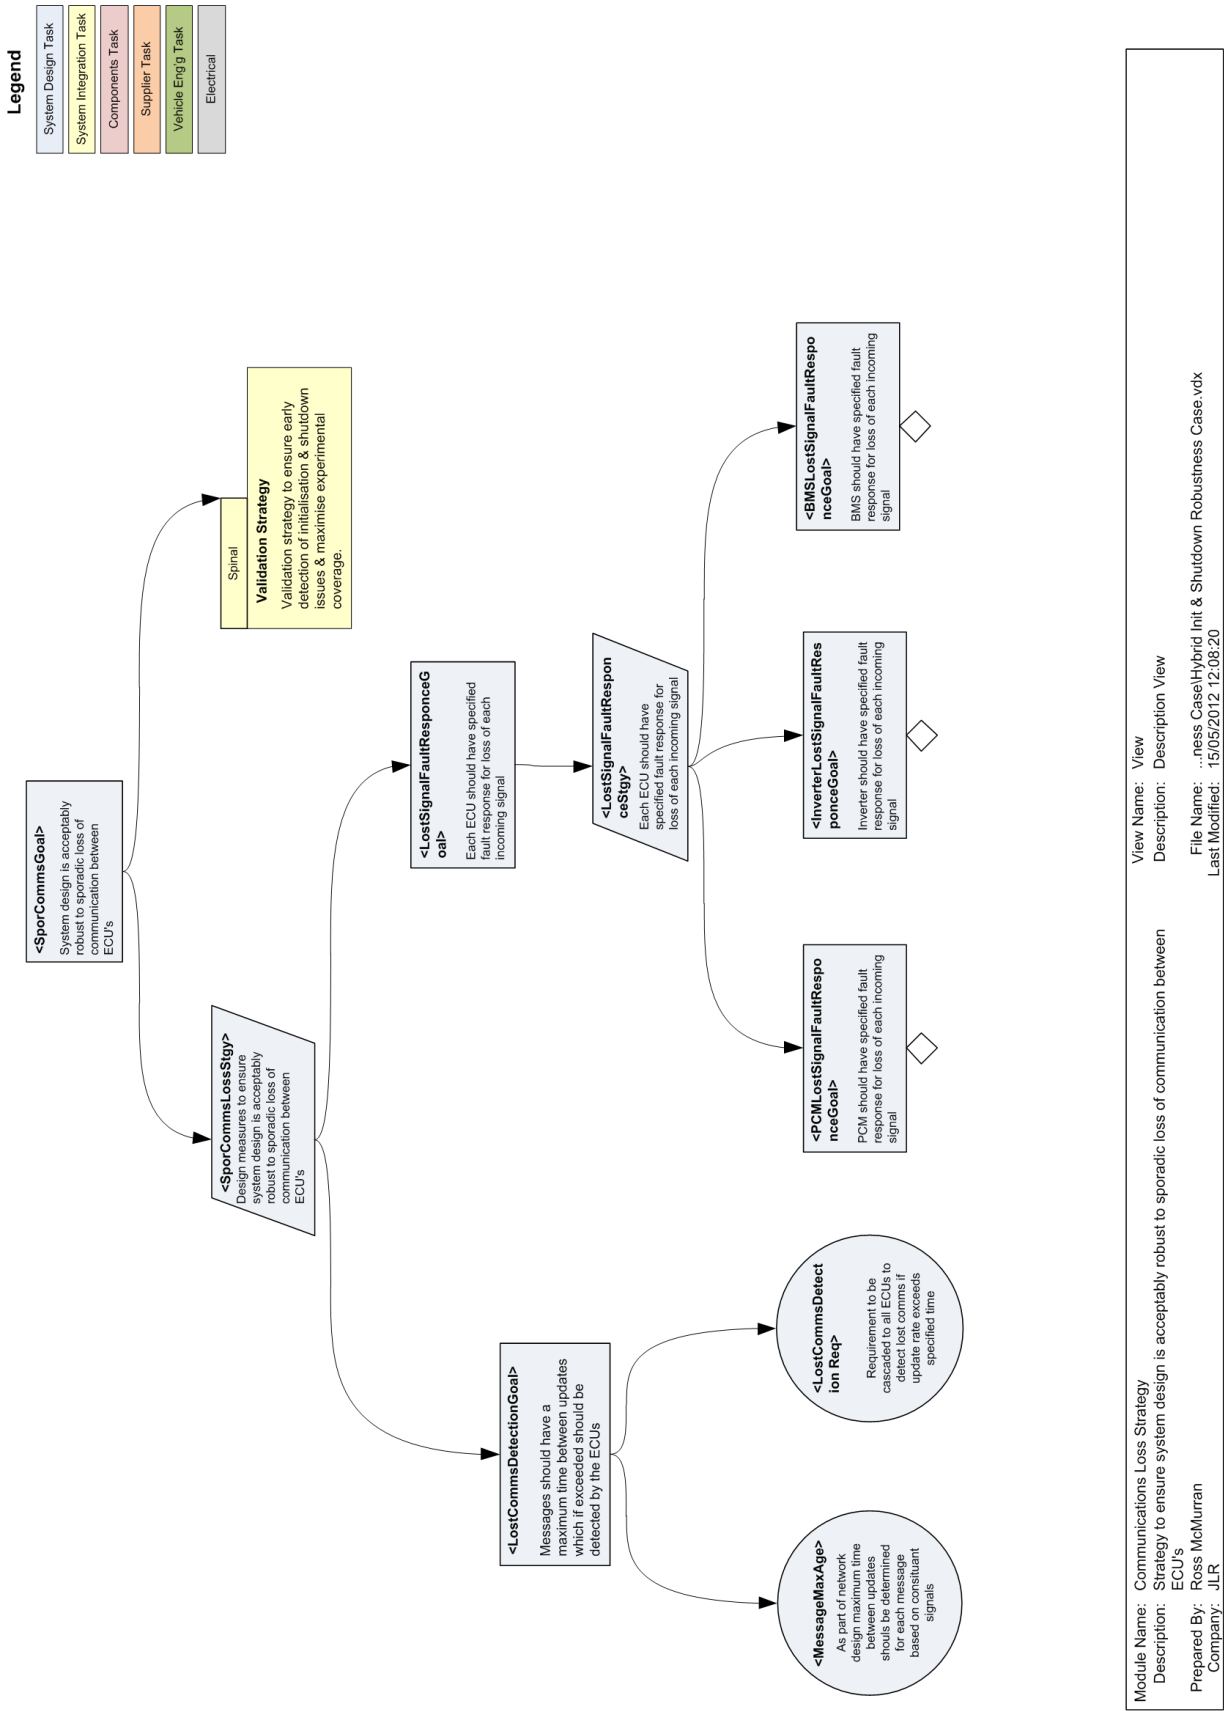 Legend
System Design Task
System Integration Task
Components Task
Supplier Task
Vehicle Eng'g Task
Electrical
<SporCommsGoal>
System design is acceptably
robust to sporadic loss of
communication between
ECU's
Spinal
Validation Strategy
Validation strategy to ensure early
detection of initialisation & shutdown
issues & maximise experimental
coverage.
<SporCommsLossStgy>
Design measures to ensure
system design is acceptably
robust to sporadic loss of
communication between
ECU's
<LostSignalFaultResponceG
oal>
Each ECU should have specified
fault response for loss of each
incoming signal
<LostCommsDetectionGoal>
Messages should have a
maximum time between updates
which if exceeded should be
detected by the ECUs
<LostSignalFaultRespon
ceStgy>
Each ECU should have
specified fault response for
loss of each incoming signal
<MessageMaxAge>
As part of network
design maximum time
between updates
shouls be determined
for each message
based on consituant
signals
<LostCommsDetect
ion Req>
Requirement to be
cascaded to all ECUs to
detect lost comms if
update rate exceeds
specified time
<PCMLostSignalFaultRespo
nceGoal>
PCM should have specified fault
response for loss of each incoming
signal
<InverterLostSignalFaultRes
ponceGoal>
Inverter should have specified fault
response for loss of each incoming
signal
<BMSLostSignalFaultRespo
nceGoal>
BMS should have specified fault
response for loss of each incoming
signal
Module Name: Communications Loss Strategy
Description: Strategy to ensure system design is acceptably robust to sporadic loss of communication between
ECU's
Prepared By: Ross McMurran
Company: JLR
View Name: View
Description: Description View
File Name: ...ness Case\Hybrid Init & Shutdown Robustness Case.vdx
Last Modified: 15/05/2012 12:08:20